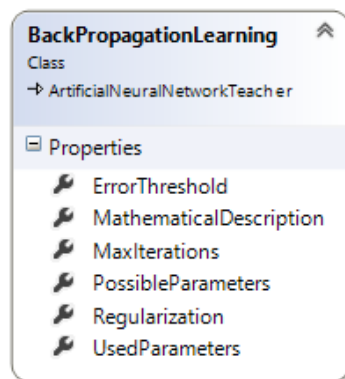 BackPropagationLearning
Class
ArtificialNeuralNetworkTeacher
Properties
ErrorThreshold
MathematicalDescription
MaxIterations
PossibleParameters
Regularization
UsedParameters